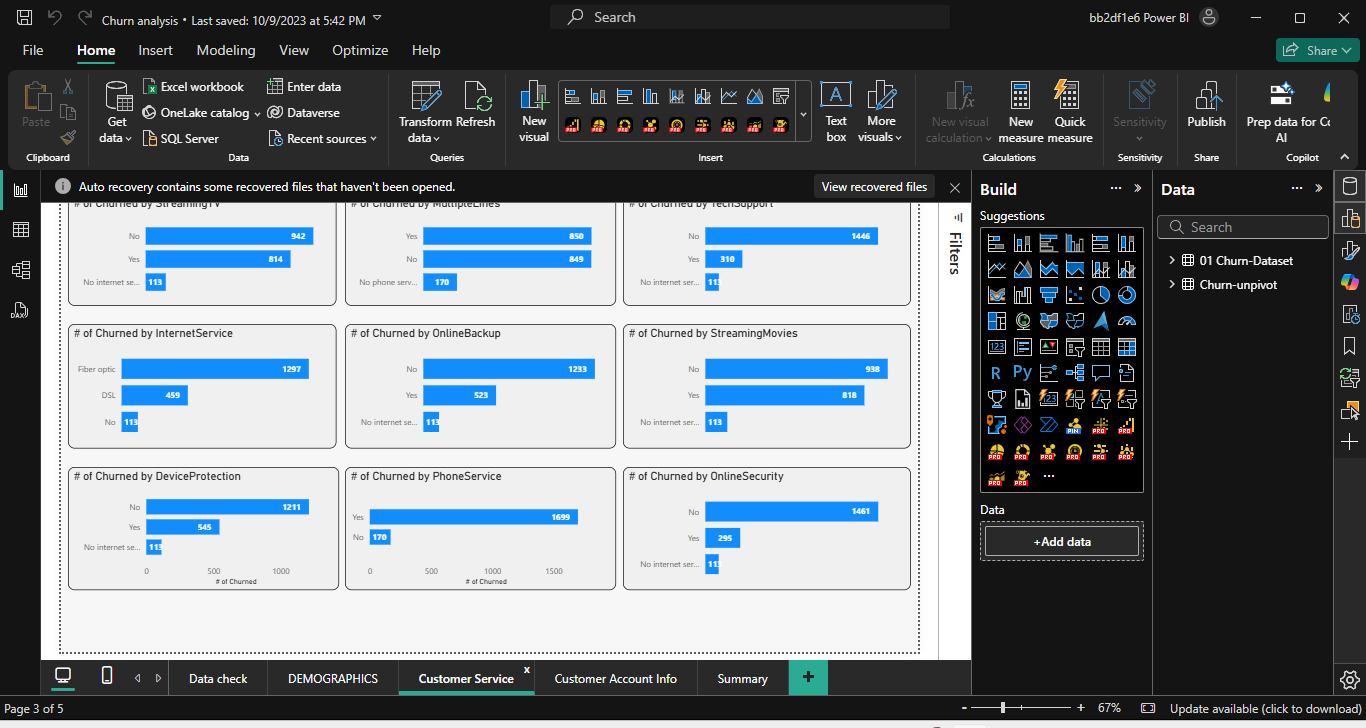 Churn analysis • Last saved: 10/9/2023 at 5:42 PM
Search
bb2df1e6 Power BI
File
Home
Insert
Modeling
View
Optimize
Help
Share
Paste
Clipboard
Get data
Excel workbook
OneLake catalog
SQL Server
Enter data
Dataverse
Recent sources
Data
Transform data
Refresh
Queries
New visual
Text box
More visuals
Insert
New visual calculation
New measure
Quick measure
Calculations
Sensitivity
Sensitivity
Publish
Share
Prep data for AI
Copilot
Auto recovery contains some recovered files that haven't been opened.
View recovered files
# of Churned by StreamingTV
No 942
Yes 814
No internet se... 113
# of Churned by MultipleLines
Yes 850
No 849
No phone serv... 170
# of Churned by TechSupport
No 1446
Yes 310
No internet ser...
# of Churned by InternetService
Fiber optic 1297
DSL 459
No 113
# of Churned by OnlineBackup
No 1233
Yes 523
No internet se... 113
# of Churned by StreamingMovies
No 938
Yes 818
No internet ser... 113
# of Churned by DeviceProtection
No 1211
Yes 545
No internet se... 113
0 500 1000
# of Churned
# of Churned by PhoneService
Yes 1699
No 170
0 500 1000 1500
# of Churned
# of Churned by OnlineSecurity
No 1461
Yes 295
No internet ser...
Filters
Build
Suggestions
Data
+Add data
Data
Search
01 Churn-Dataset
Churn-unpivot
Data check
DEMOGRAPHICS
Customer Service
Customer Account Info
Summary
Page 3 of 5
67%
Update available (click to download)